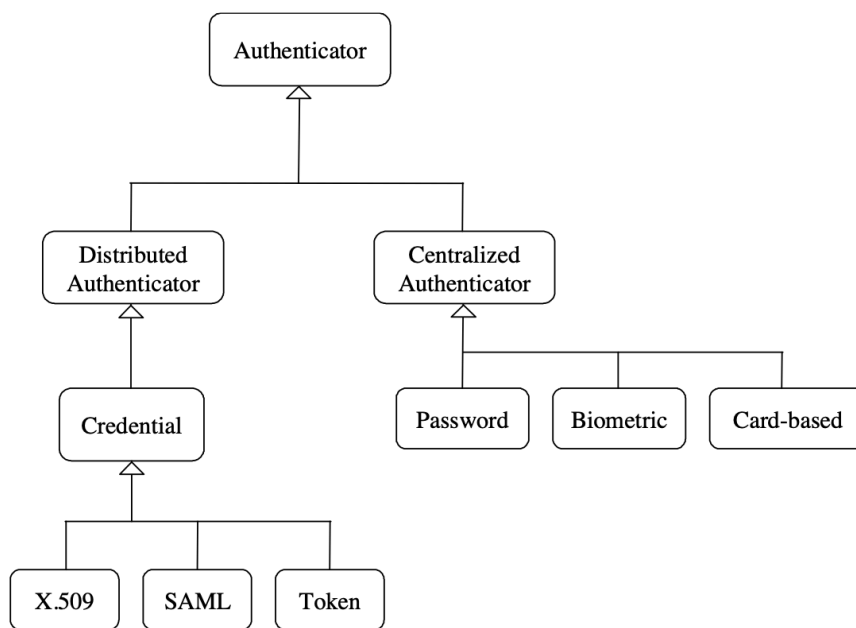 Authenticator
Distributed
Authenticator
Centralized
Authenticator
Credential
Password
Biometric
Card-based
X.509
SAML
Token